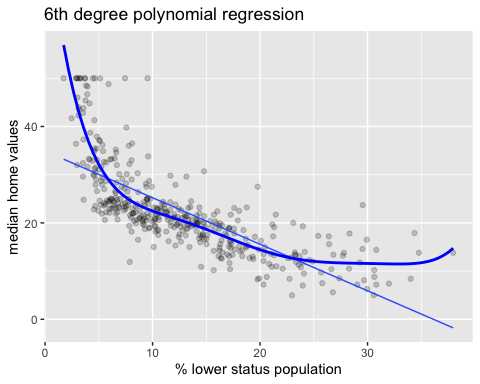 6th degree polynomial regression
median home values
40
20
0
0
10
20
30
% lower status population